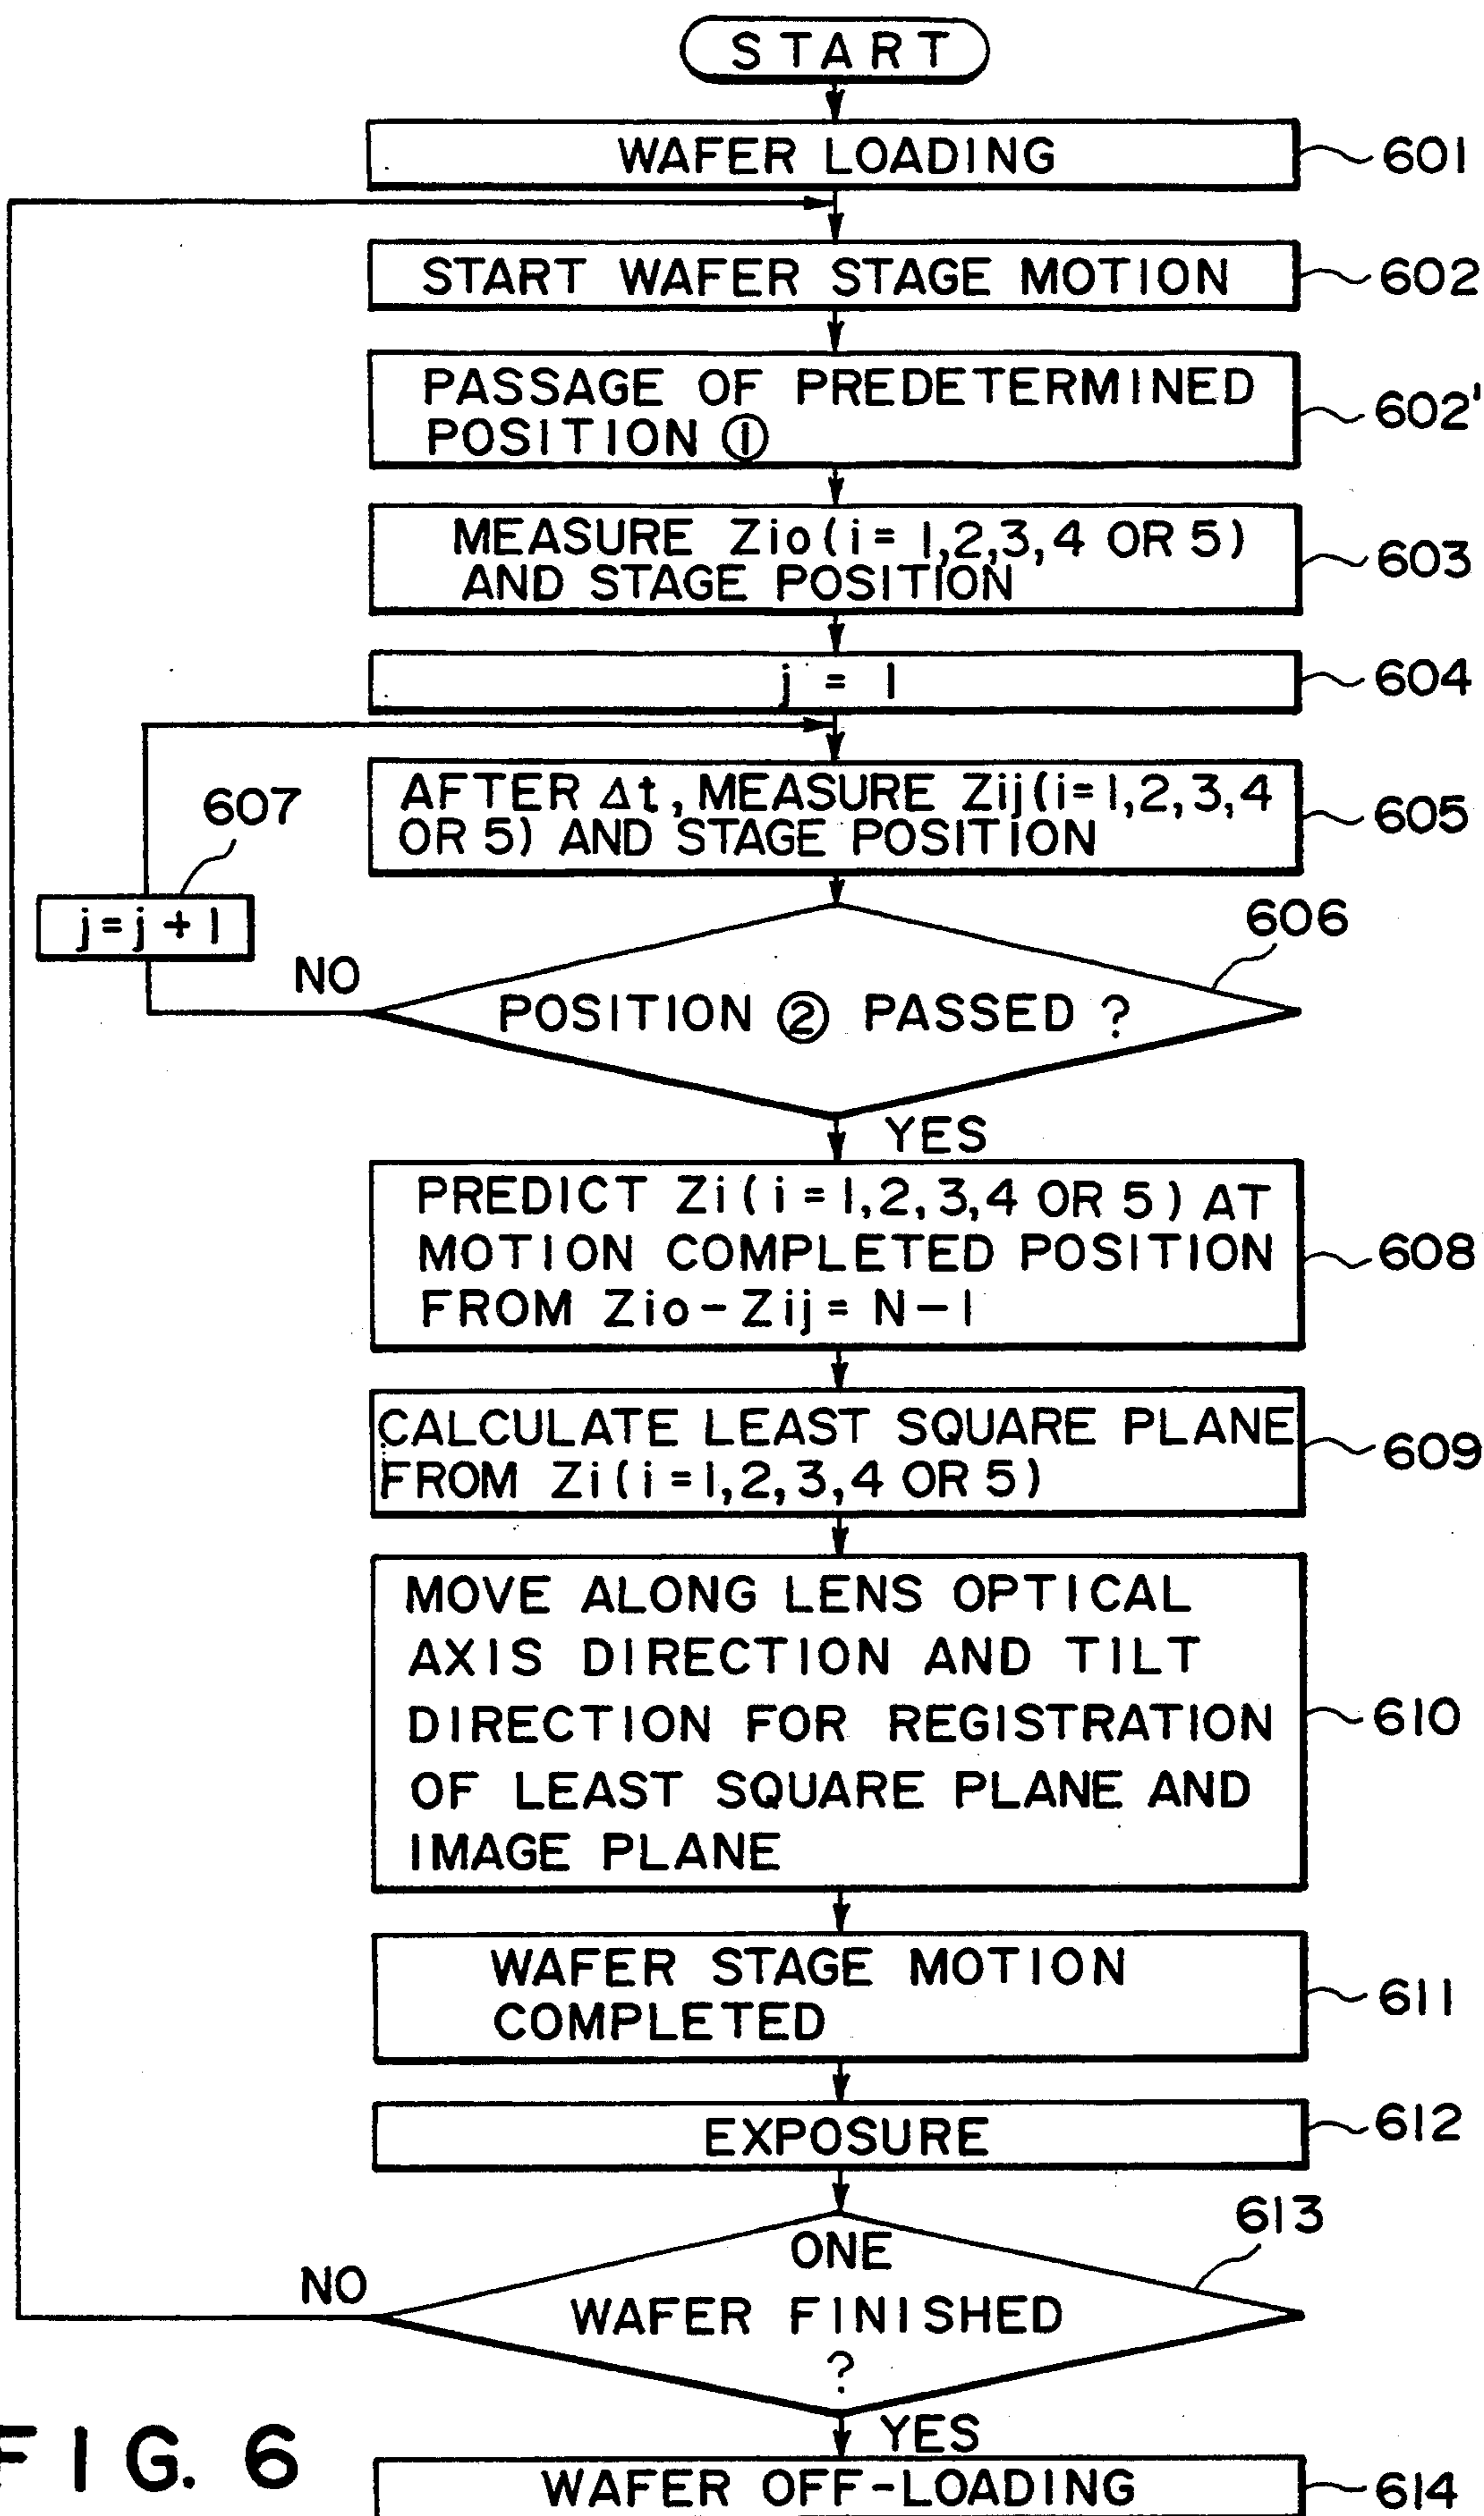 START
WAFER LOADING
601
START WAFER STAGE MOTION
602
PASSAGE OF PREDETERMINED
POSITION ①
602'
MEASURE Zio (i = 1,2,3,4 OR 5)
AND STAGE POSITION
603
j = 1
604
AFTER Δt, MEASURE Zij (i=1,2,3,4
OR 5) AND STAGE POSITION
605
607
j=j+1
606
NO
POSITION ② PASSED ?
YES
PREDICT Zi (i = 1,2,3,4 OR 5) AT
MOTION COMPLETED POSITION
FROM Zio - Zij = N-1
608
CALCULATE LEAST SQUARE PLANE
FROM Zi (i = 1,2,3,4 OR 5)
609
MOVE ALONG LENS OPTICAL
AXIS DIRECTION AND TILT
DIRECTION FOR REGISTRATION
OF LEAST SQUARE PLANE AND
IMAGE PLANE
610
WAFER STAGE MOTION
COMPLETED
611
EXPOSURE
612
613
NO
ONE
WAFER FINISHED
?
YES
WAFER OFF-LOADING
614
FIG. 6